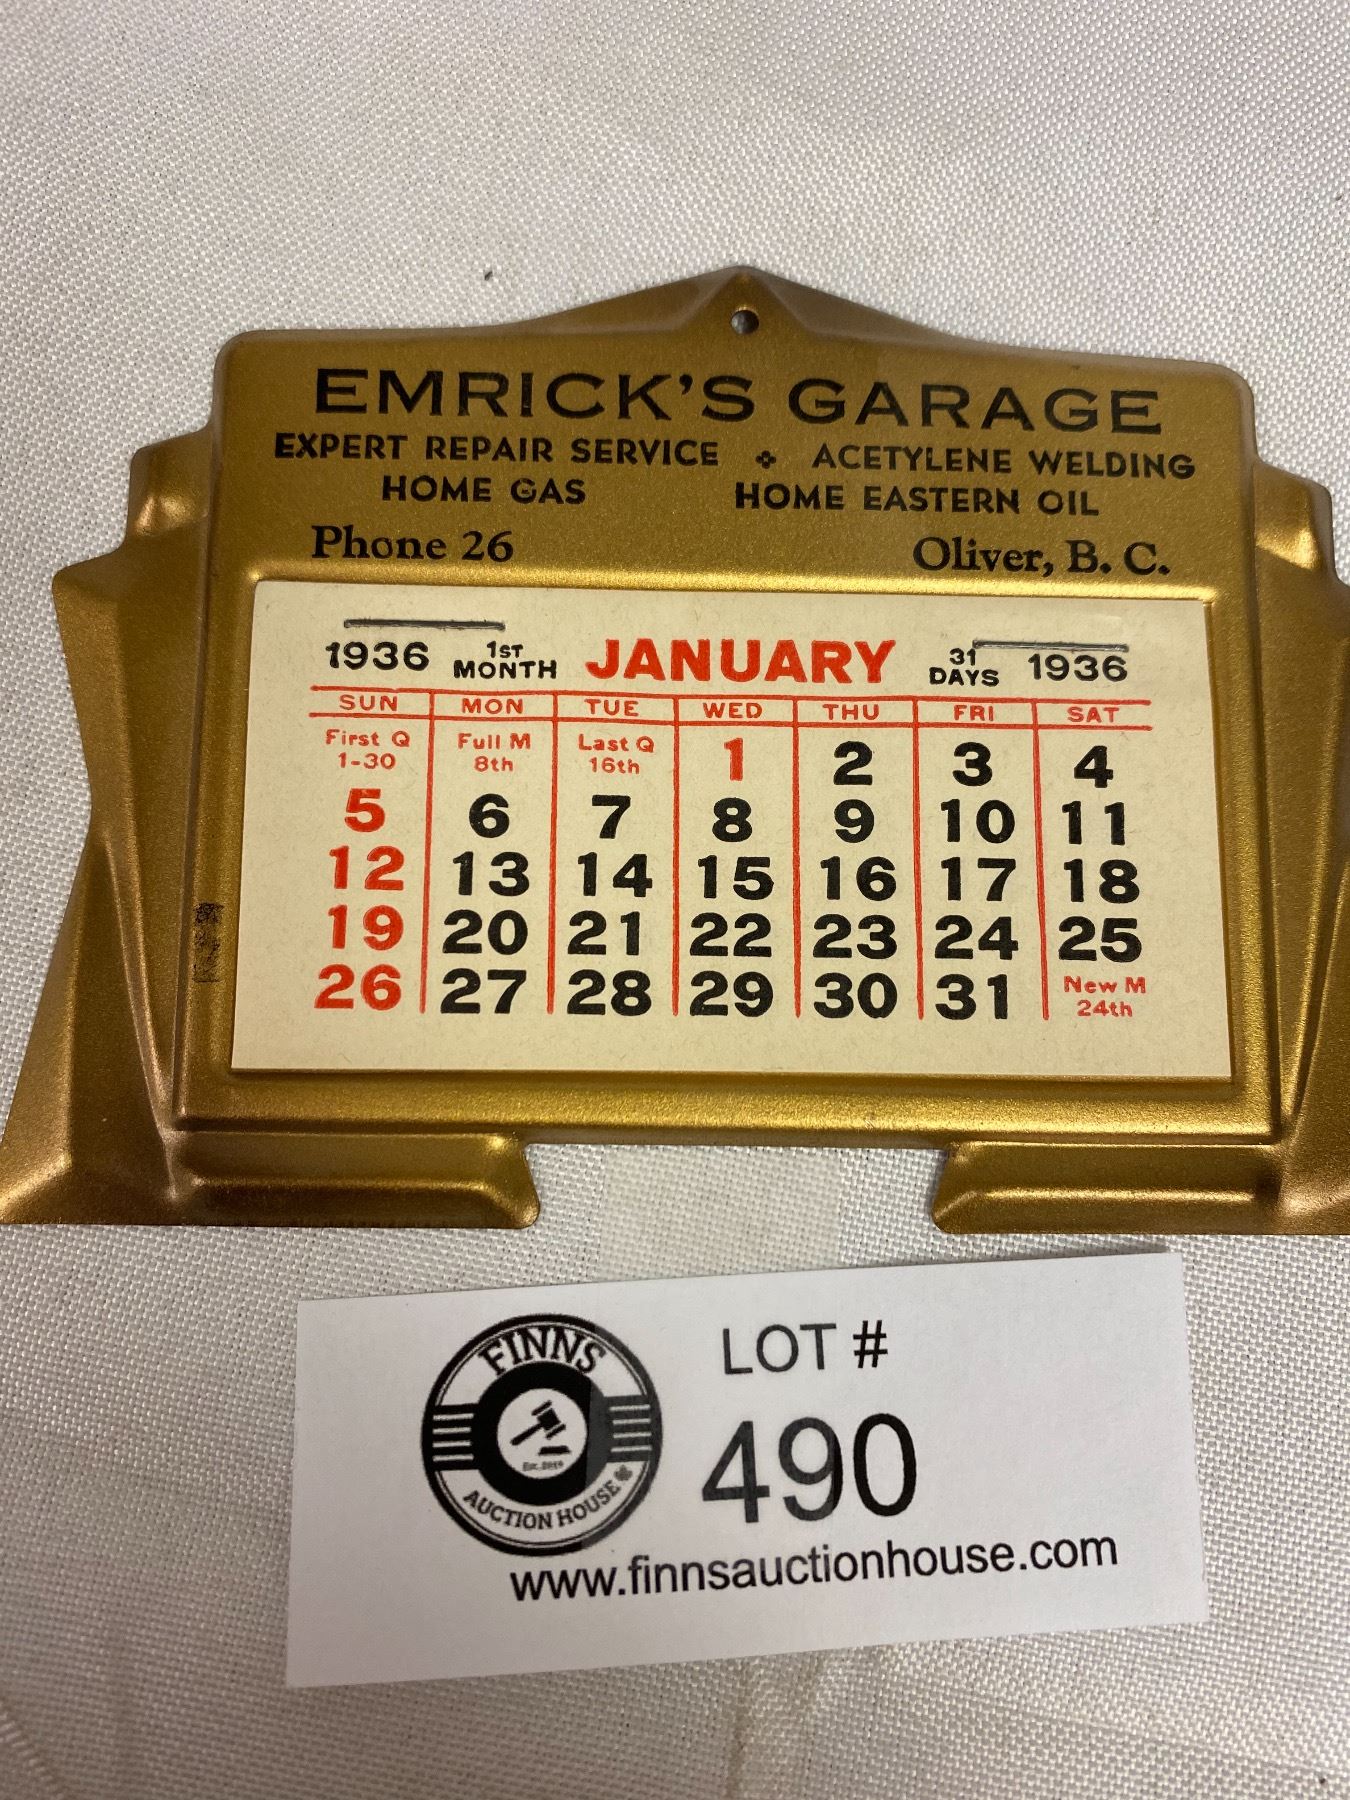 EMRICK'S GARAGE
EXPERT REPAIR SERVICE ACETYLENE WELDING
HOME GAS HOME EASTERN OIL
Phone 26 Oliver, B. C.
1936 1ST MONTH JANUARY 31 DAYS 1936
SUN MON TUE WED THU FRI SAT
First Q 1-30 Full M 8th Last Q 16th 1 2 3 4
5 6 7 8 9 10 11
12 13 14 15 16 17 18
19 20 21 22 23 24 25
26 27 28 29 30 31 New M 24th
FINNS
Est. 2019
AUCTION HOUSE
LOT #
490
www.finnsauctionhouse.com